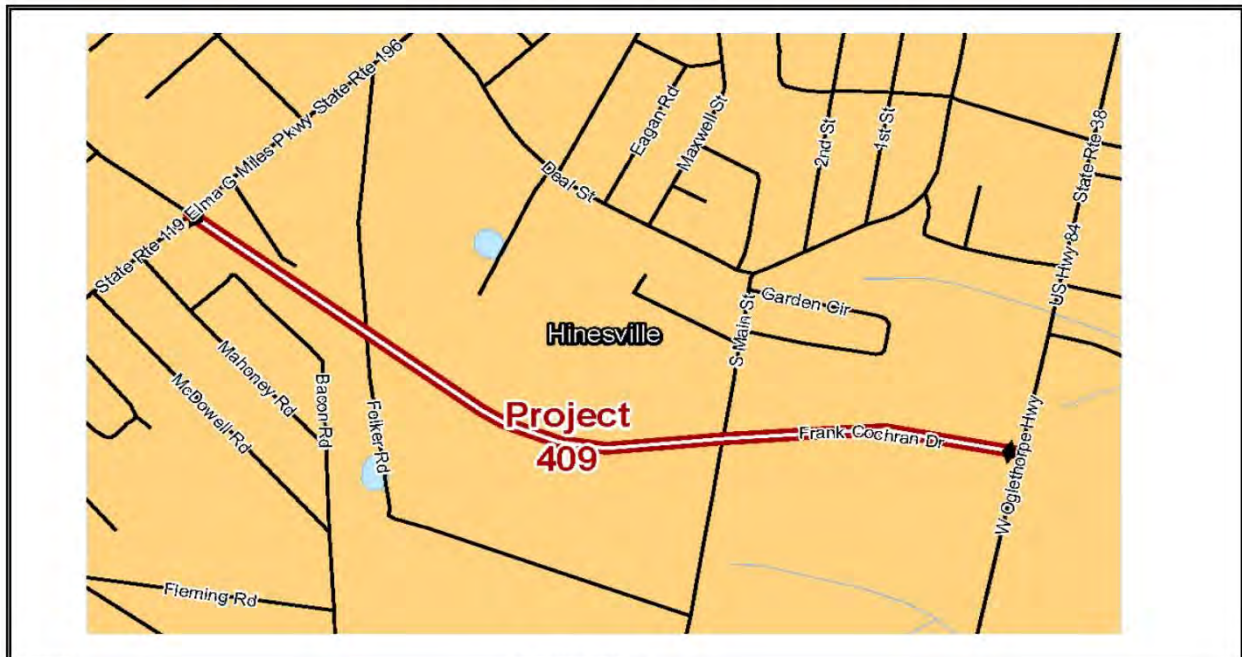 State Rte 119 Elma G Miles Pkwy State Rte 196
Eagan Rd
Maxwell St
2nd St
1st St
State Rte 38
Deal St
US Hwy 84
Garden Cir
Hinesville
S Main St
Mahoney Rd
McDowell Rd
Bacon Rd
Folker Rd
Project
409
Frank Cochran Dr
W Oglethorpe Hwy
Fleming Rd